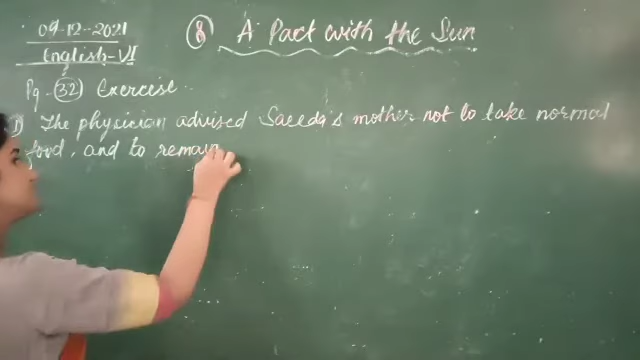 09-12-2021
English-VI
⑧ A Pact with the Sun
Pg. 32 Exercise..
1) The physician advised Saeeda's mother not to take normal
food, and to remain